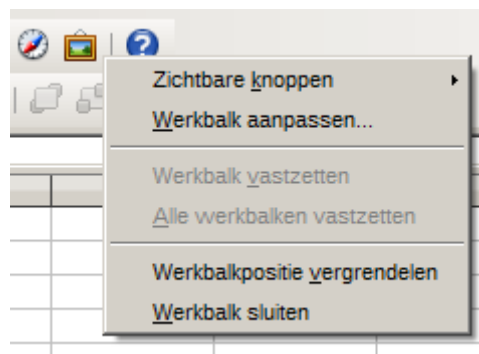 Zichtbare knoppen
Werkbalk aanpassen...
Werkbalk vastzetten
Alle werkbalken vastzetten
Werkbalkpositie vergrendelen
Werkbalk sluiten